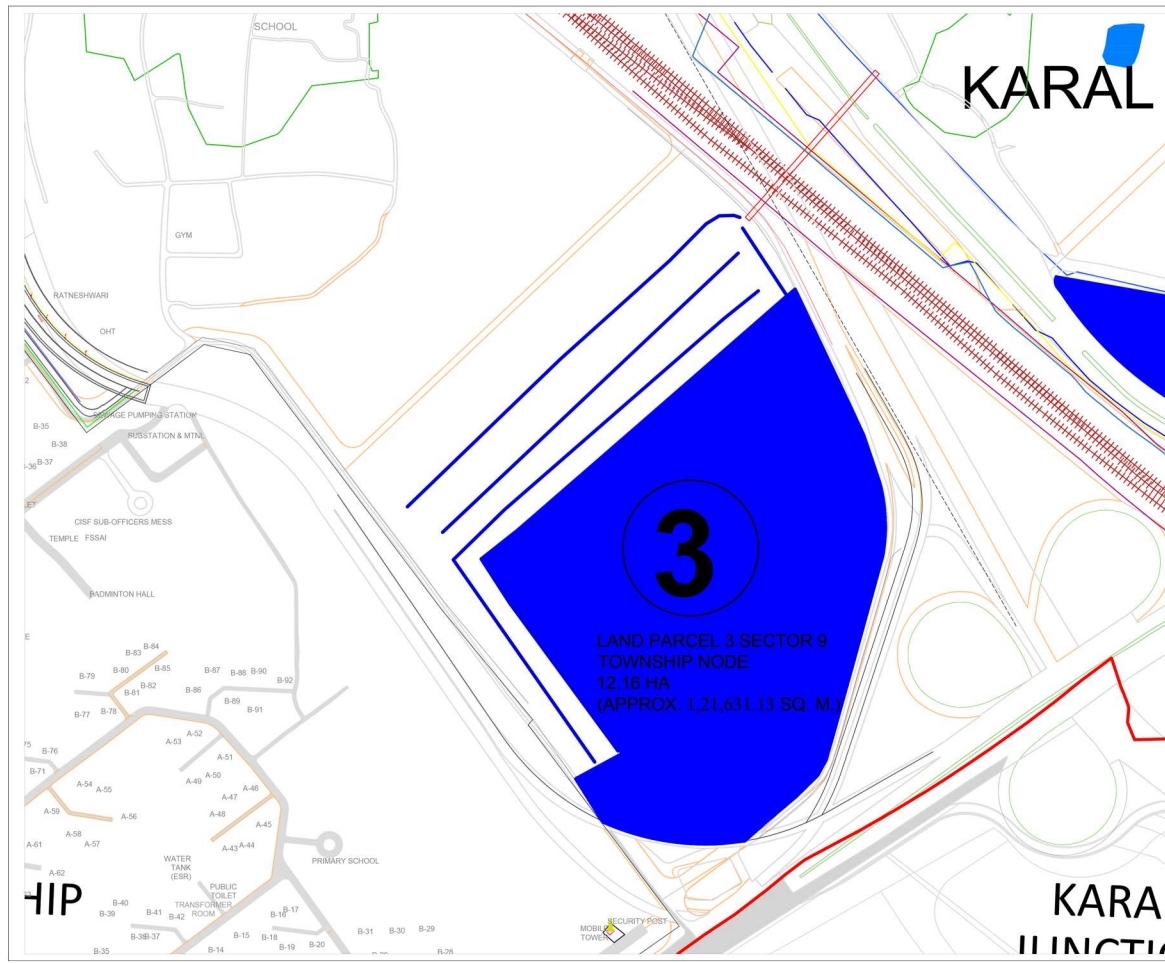 SCHOOL
KARAL
GYM
RATNESHWARI
OHT
SEWAGE PUMPING STATION
SUBSTATION & MTNL
B-35
B-38
B-37
CISF SUB-OFFICERS MESS
TEMPLE
FSSAI
BADMINTON HALL
3
LAND PARCEL 3 SECTOR 9
TOWNSHIP NODE
12.16 HA
(APPROX. 1,21,631.13 SQ. M.)
B-84
B-83
B-79
B-80
B-85
B-87
B-88
B-90
B-92
B-81
B-82
B-86
B-89
B-91
B-77
B-78
A-52
A-53
B-76
B-71
A-51
A-50
A-49
A-54
A-55
A-47
A-46
A-59
A-56
A-48
A-45
A-58
A-57
A-61
A-43
A-44
A-62
PRIMARY SCHOOL
WATER
TANK
(ESR)
PUBLIC
TOILET
TRANSFORMER
ROOM
HIP
B-40
B-39
B-41
B-42
B-16
B-17
B-37
B-15
B-18
B-31
B-30
B-29
B-35
B-14
B-19
B-20
B-28
SECURITY POST
MOBILE
TOWER
KARA